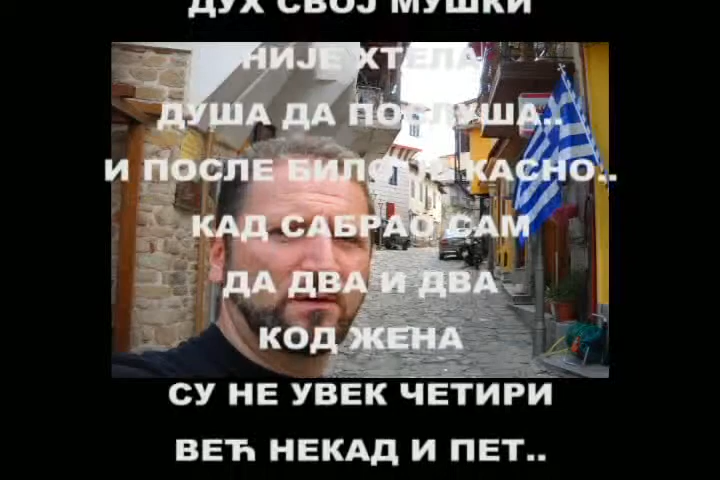 ДУХ СВОЈ МУШКИ
НИЈЕ ХТЕЛА
ДУША ДА ПОСЛУША..
И ПОСЛЕ БИЛО ЈЕ КАСНО..
КАД САБРАО САМ
ДА ДВА И ДВА
КОД ЖЕНА
СУ НЕ УВЕК ЧЕТИРИ
ВЕЋ НЕКАД И ПЕТ..